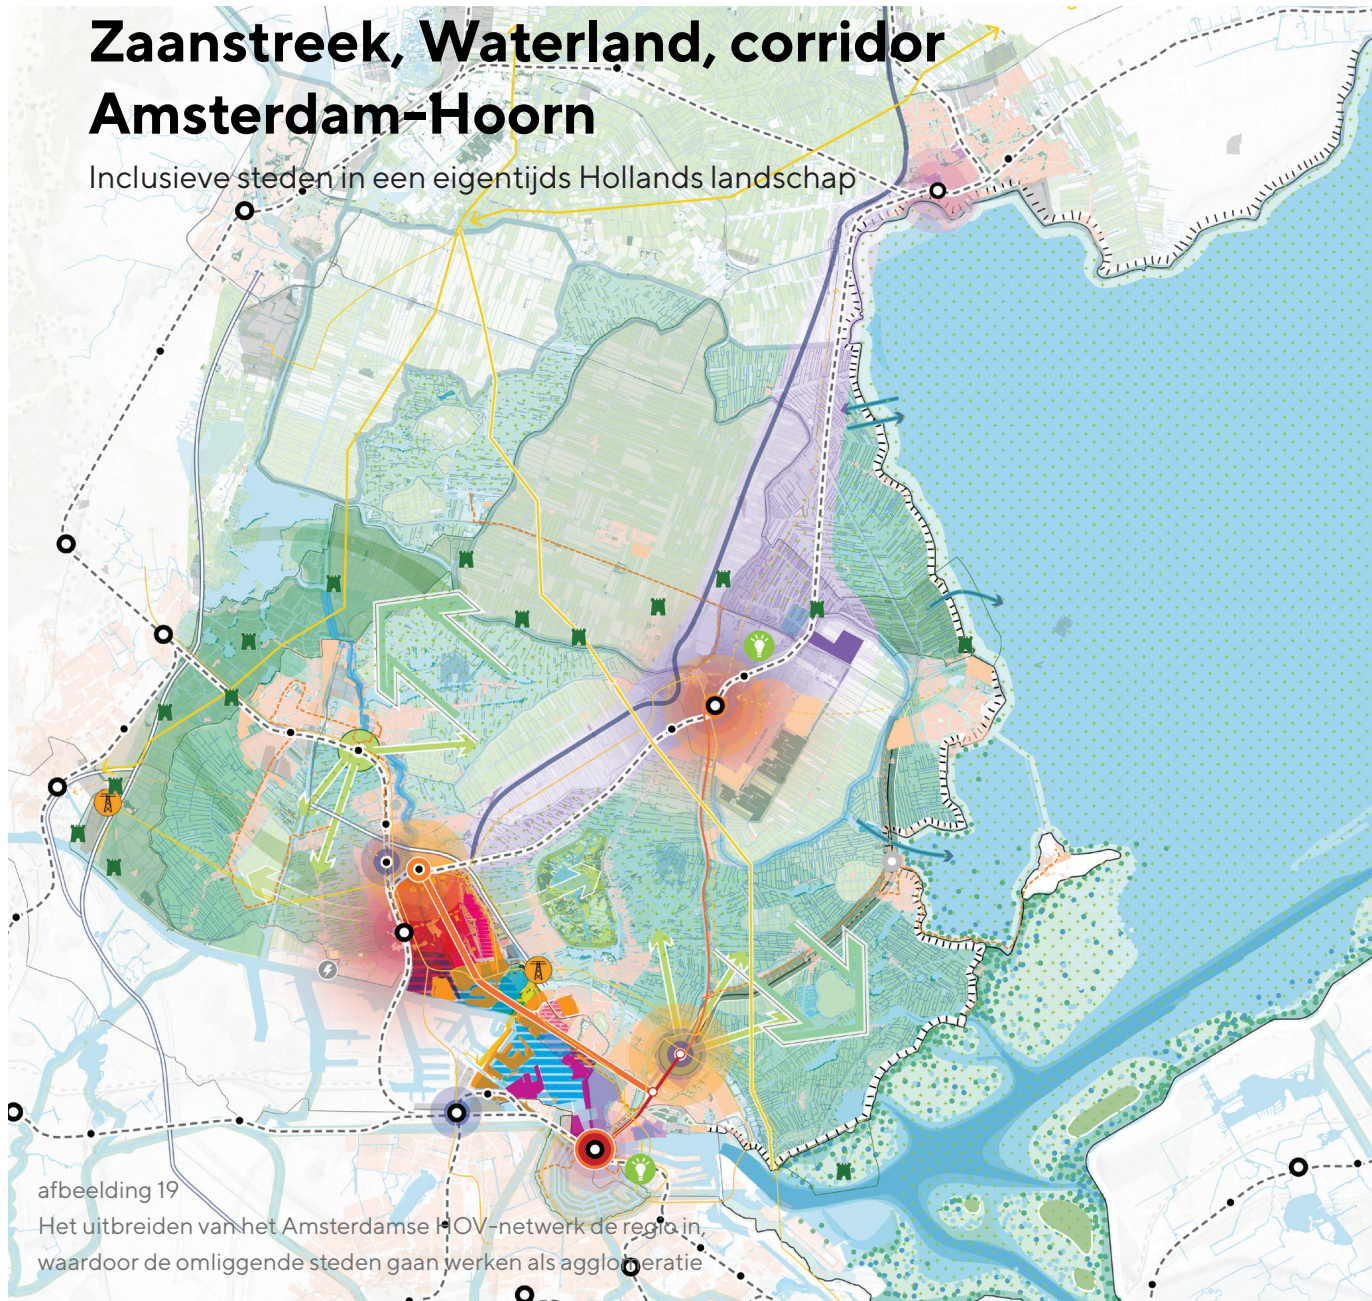 Zaanstreek, Waterland, corridor
Amsterdam-Hoorn
Inclusieve steden in een eigentijds Hollands landschap
afbeelding 19
Het uitbreiden van het Amsterdamse HOV-netwerk de regio in,
waardoor de omliggende steden gaan werken als agglomeratie